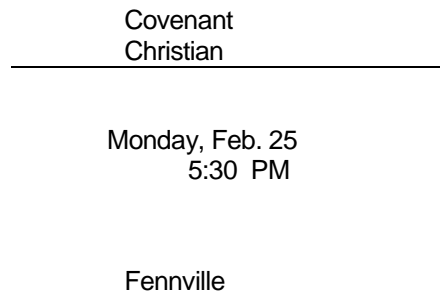 Covenant
Christian
Monday, Feb. 25
5:30 PM
Fennville